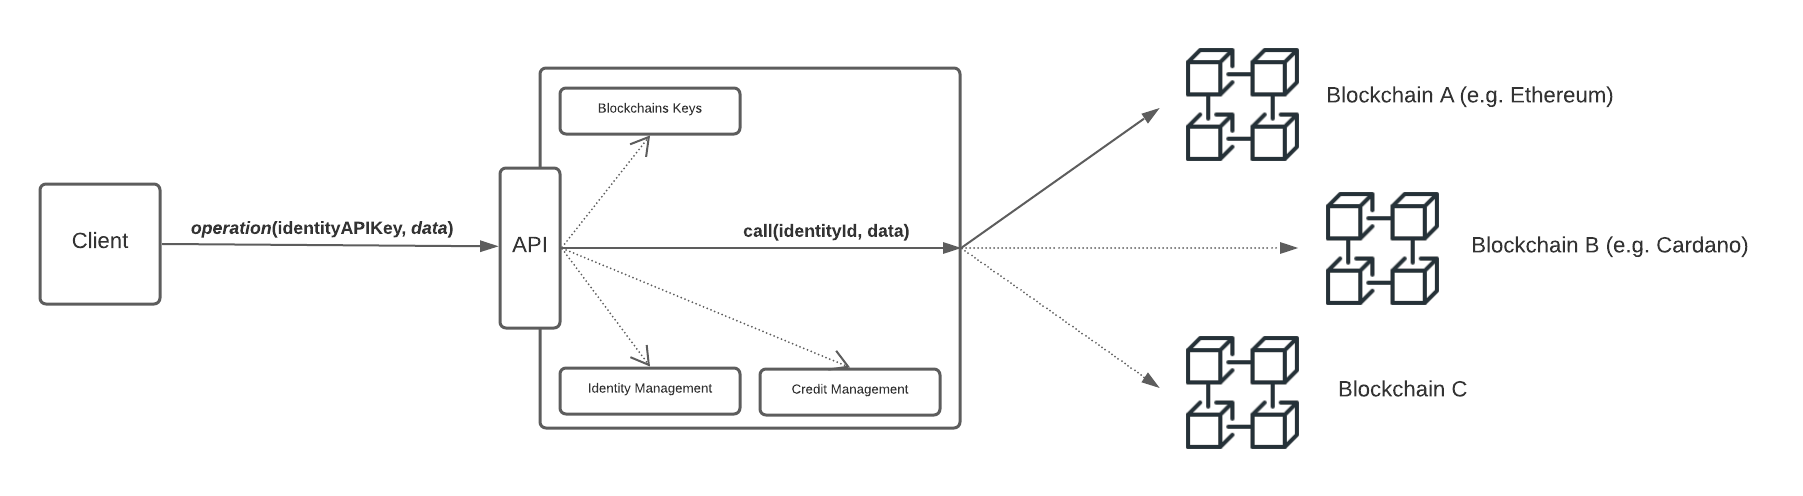 Blockchain A (e.g. Ethereum)
Blockchains Keys
operation(identityAPIKey, data)
call(identityId, data)
Client
API
Blockchain B (e.g. Cardano)
Identity Management
Credit Management
Blockchain C